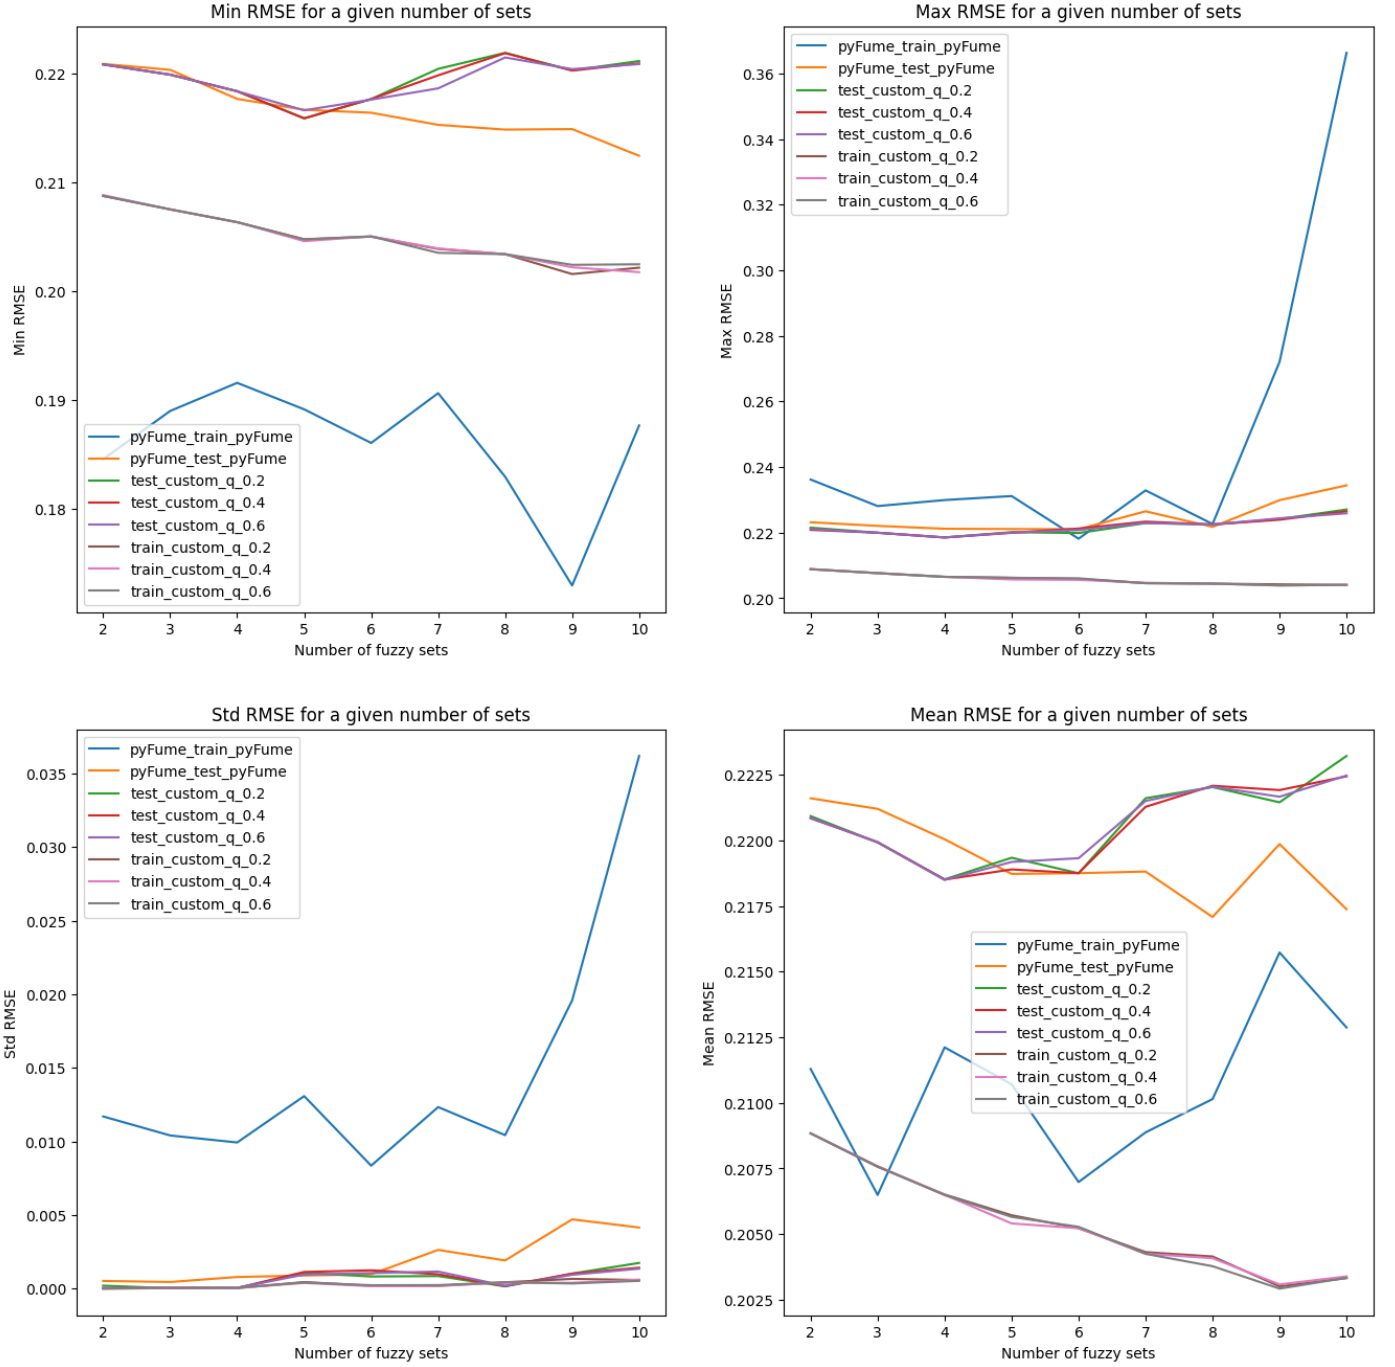 Min RMSE for a given number of sets
Min RMSE
0.22
0.21
0.20
0.19
0.18
pyFume_train_pyFume
pyFume_test_pyFume
test_custom_q_0.2
test_custom_q_0.4
test_custom_q_0.6
train_custom_q_0.2
train_custom_q_0.4
train_custom_q_0.6
2 3 4 5 6 7 8 9 10
Number of fuzzy sets
Max RMSE for a given number of sets
Max RMSE
0.36
0.34
0.32
0.30
0.28
0.26
0.24
0.22
0.20
pyFume_train_pyFume
pyFume_test_pyFume
test_custom_q_0.2
test_custom_q_0.4
test_custom_q_0.6
train_custom_q_0.2
train_custom_q_0.4
train_custom_q_0.6
2 3 4 5 6 7 8 9 10
Number of fuzzy sets
Std RMSE for a given number of sets
Std RMSE
0.035
0.030
0.025
0.020
0.015
0.010
0.005
0.000
pyFume_train_pyFume
pyFume_test_pyFume
test_custom_q_0.2
test_custom_q_0.4
test_custom_q_0.6
train_custom_q_0.2
train_custom_q_0.4
train_custom_q_0.6
2 3 4 5 6 7 8 9 10
Number of fuzzy sets
Mean RMSE for a given number of sets
Mean RMSE
0.2225
0.2200
0.2175
0.2150
0.2125
0.2100
0.2075
0.2050
0.2025
pyFume_train_pyFume
pyFume_test_pyFume
test_custom_q_0.2
test_custom_q_0.4
test_custom_q_0.6
train_custom_q_0.2
train_custom_q_0.4
train_custom_q_0.6
2 3 4 5 6 7 8 9 10
Number of fuzzy sets